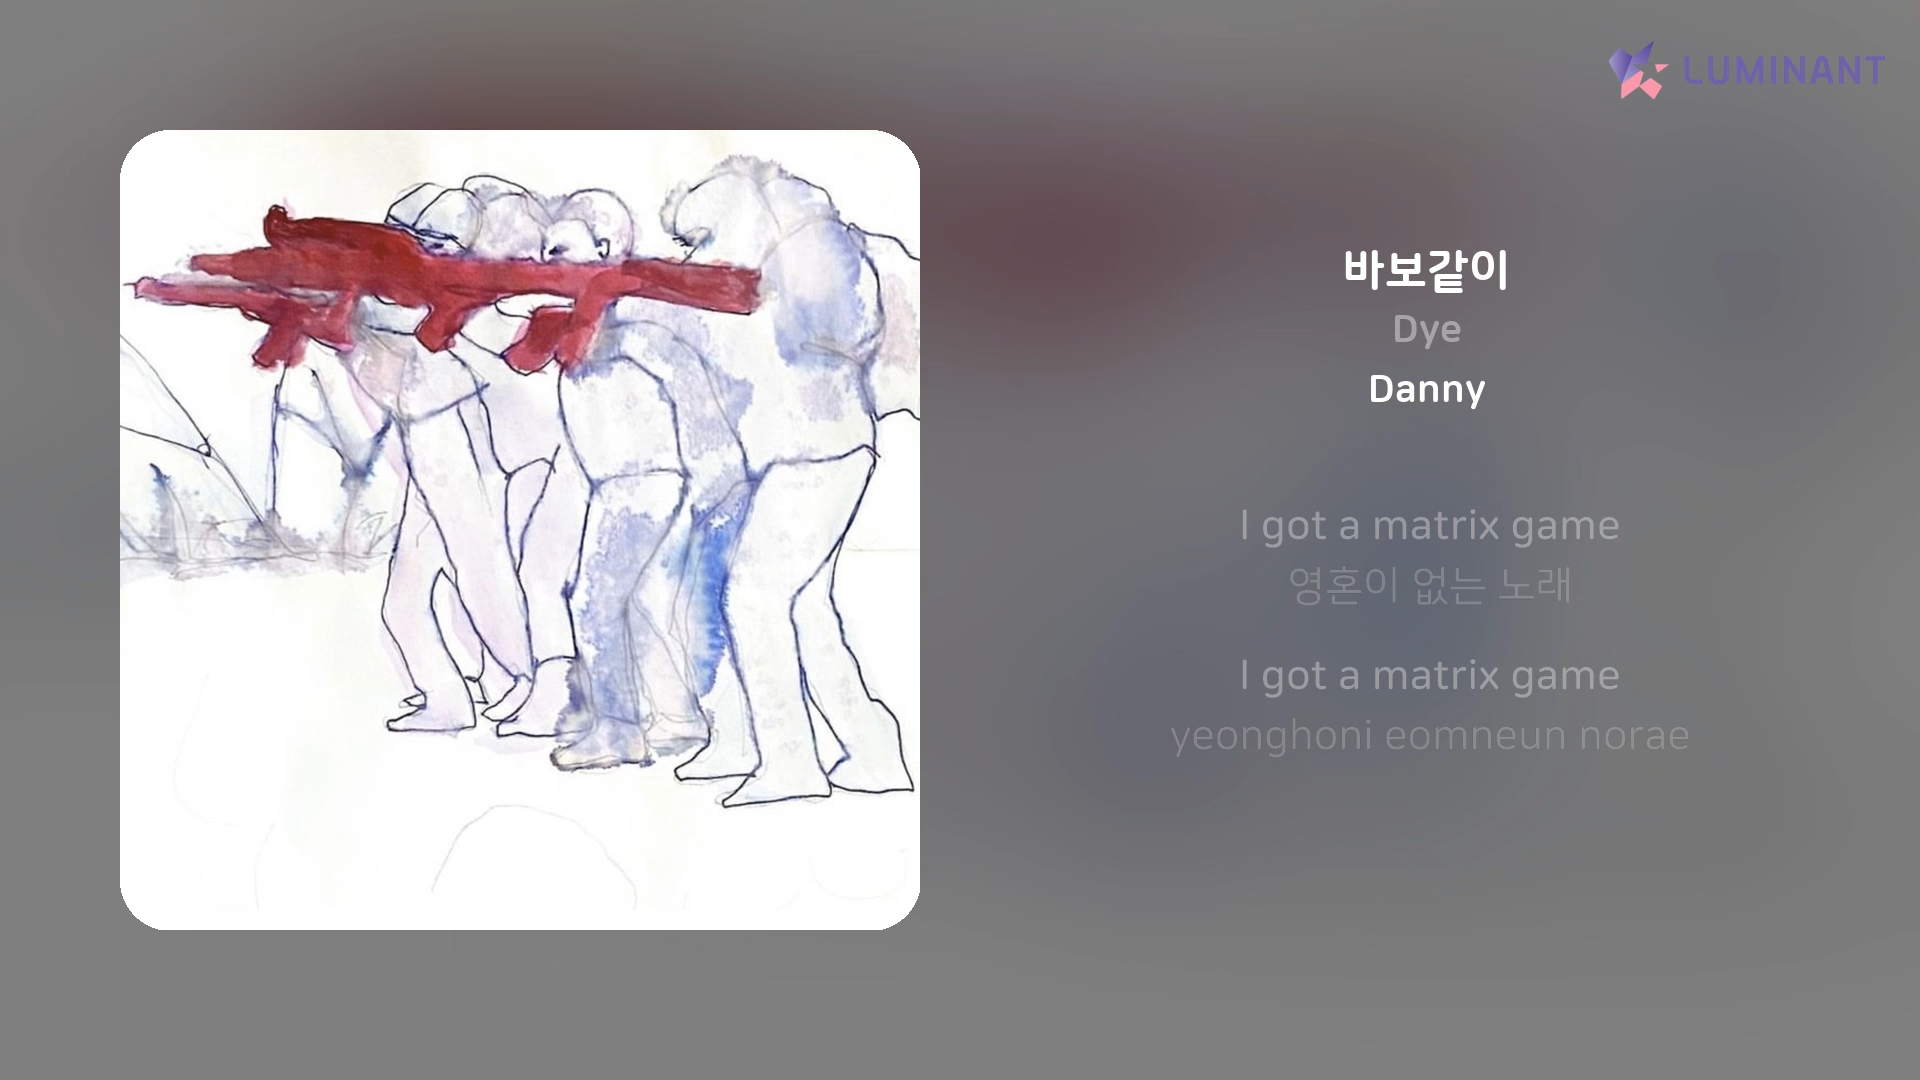 LUMINANT
바보같이
Dye
Danny
I got a matrix game
영혼이 없는 노래
I got a matrix game
yeonghoni eomneun norae